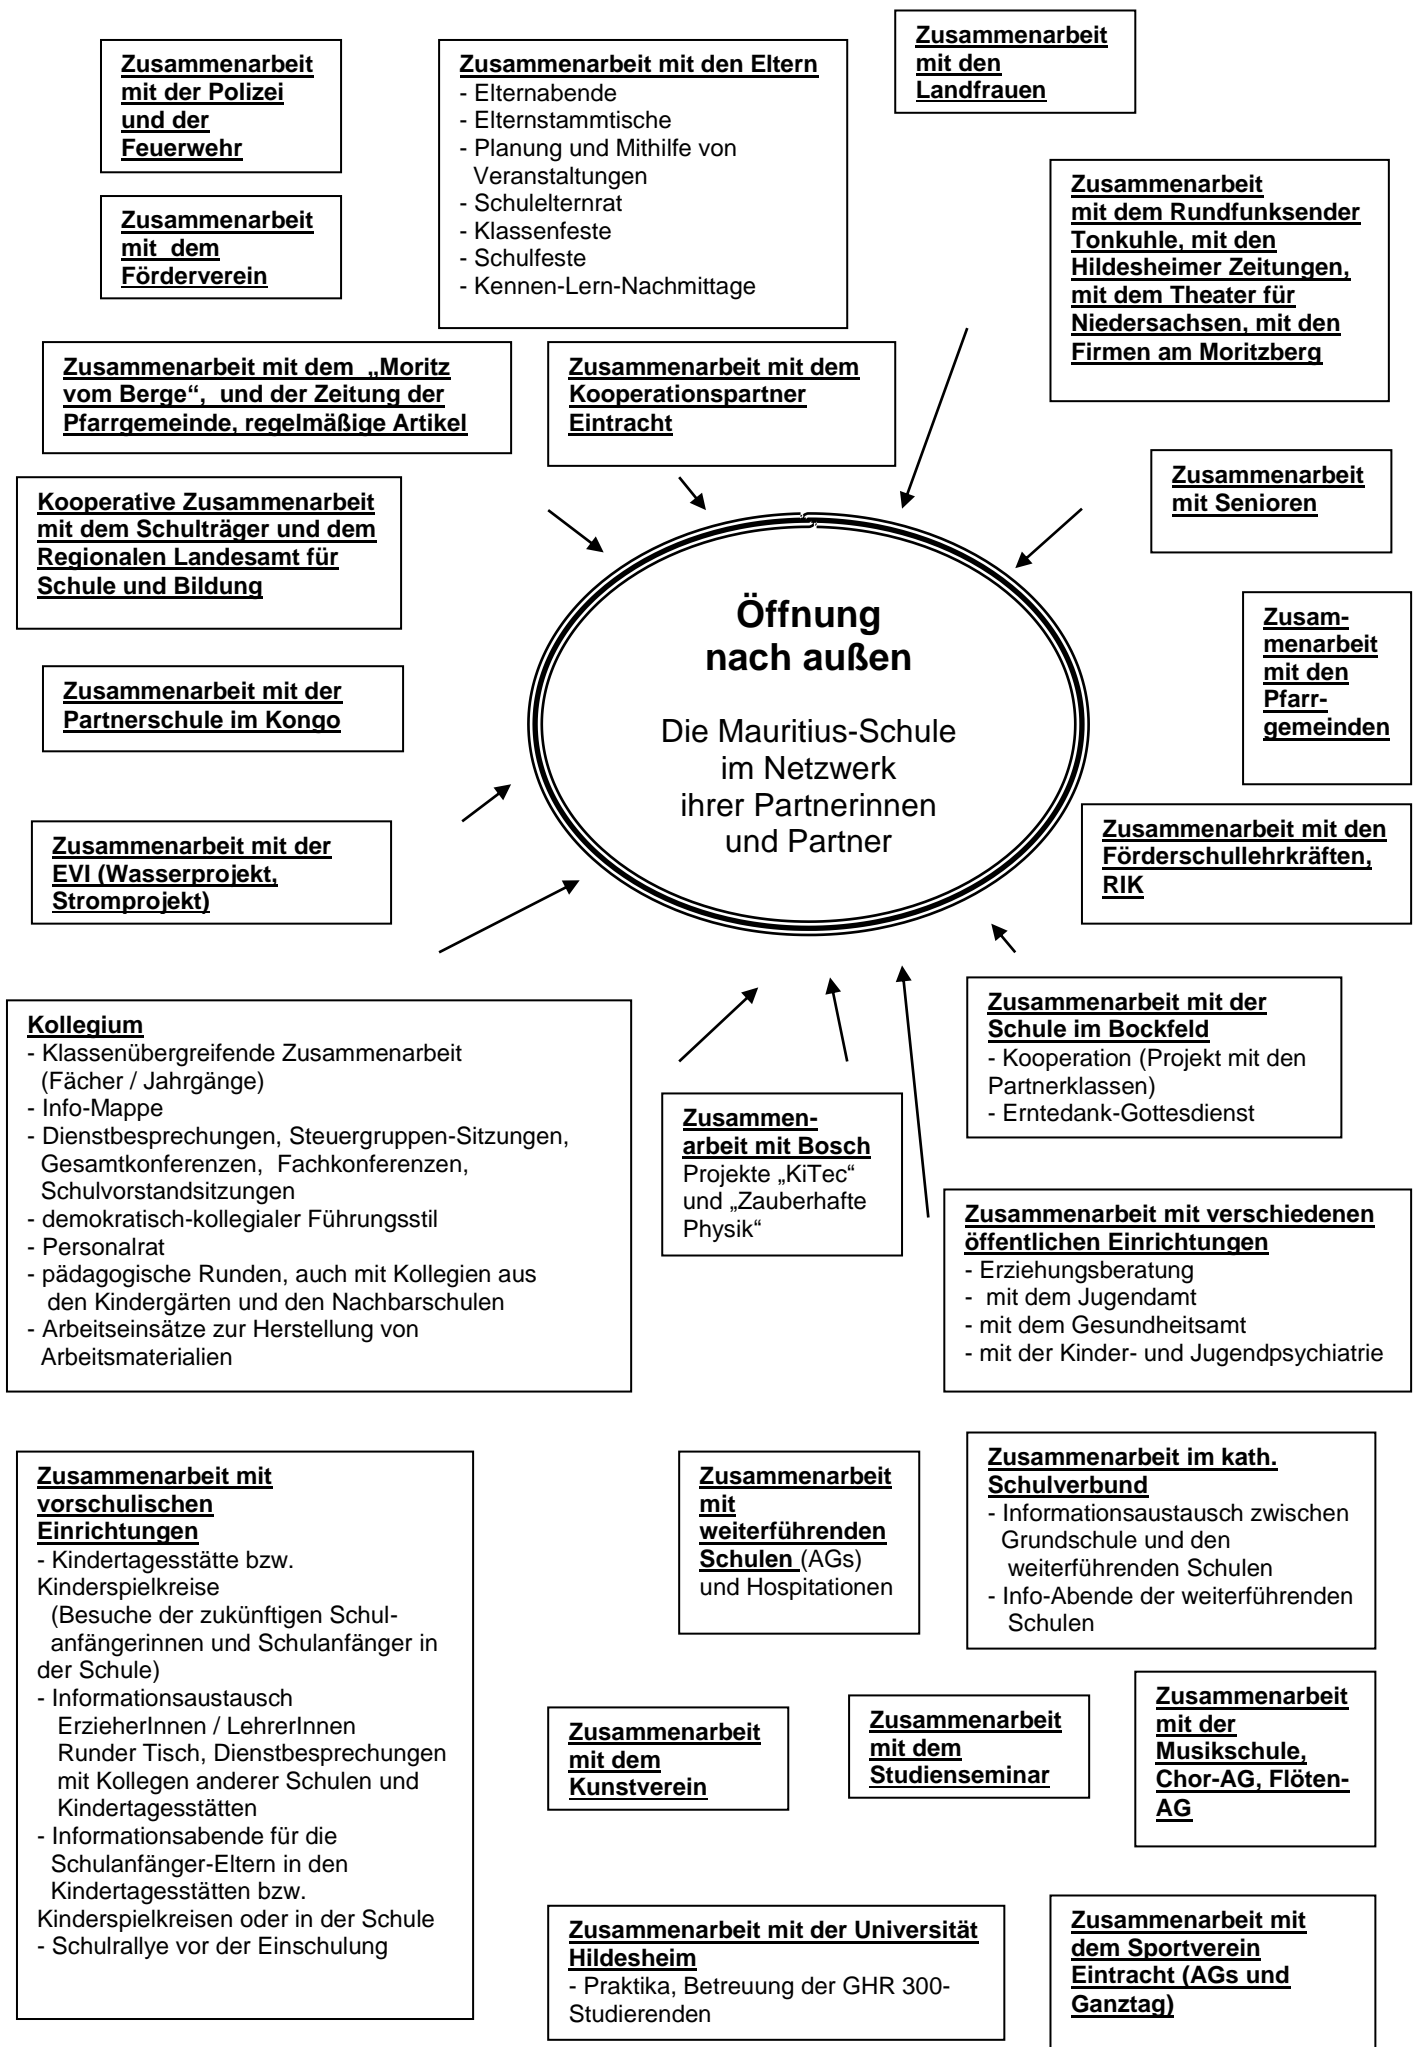 Zusammenarbeit
mit den
Landfrauen
Zusammenarbeit
mit der Polizei
und der
Feuerwehr
Zusammenarbeit mit den Eltern
- Elternabende
- Elternstammtische
- Planung und Mithilfe von
Veranstaltungen
- Schulelternrat
- Klassenfeste
- Schulfeste
- Kennen-Lern-Nachmittage
Zusammenarbeit
mit dem Rundfunksender
Tonkuhle, mit den
Hildesheimer Zeitungen,
mit dem Theater für
Niedersachsen, mit den
Firmen am Moritzberg
Zusammenarbeit
mit  dem
Förderverein
Zusammenarbeit mit dem  „Moritz
vom Berge“,  und der Zeitung der
Pfarrgemeinde, regelmäßige Artikel
Zusammenarbeit mit dem
Kooperationspartner
Eintracht
Zusammenarbeit
mit Senioren
Kooperative Zusammenarbeit
mit dem Schulträger und dem
Regionalen Landesamt für
Schule und Bildung
Öffnung
nach außen
Die Mauritius-Schule
im Netzwerk
ihrer Partnerinnen
und Partner
Zusam-
menarbeit
mit den
Pfarr-
gemeinden
Zusammenarbeit mit der
Partnerschule im Kongo
Zusammenarbeit mit der
EVI (Wasserprojekt,
Stromprojekt)
Zusammenarbeit mit den
Förderschullehrkräften,
RIK
Kollegium
- Klassenübergreifende Zusammenarbeit
(Fächer / Jahrgänge)
- Info-Mappe
- Dienstbesprechungen, Steuergruppen-Sitzungen,
Gesamtkonferenzen,  Fachkonferenzen,
Schulvorstandsitzungen
- demokratisch-kollegialer Führungsstil
- Personalrat
- pädagogische Runden, auch mit Kollegien aus
den Kindergärten und den Nachbarschulen
- Arbeitseinsätze zur Herstellung von
Arbeitsmaterialien
Zusammen-
arbeit mit Bosch
Projekte „KiTec“
und „Zauberhafte
Physik“
Zusammenarbeit mit der
Schule im Bockfeld
- Kooperation (Projekt mit den
Partnerklassen)
- Erntedank-Gottesdienst
Zusammenarbeit mit verschiedenen
öffentlichen Einrichtungen
- Erziehungsberatung
-  mit dem Jugendamt
- mit dem Gesundheitsamt
- mit der Kinder- und Jugendpsychiatrie
Zusammenarbeit mit
vorschulischen
Einrichtungen
- Kindertagesstätte bzw.
Kinderspielkreise
(Besuche der zukünftigen Schul-
anfängerinnen und Schulanfänger in
der Schule)
- Informationsaustausch
ErzieherInnen / LehrerInnen
Runder Tisch, Dienstbesprechungen
mit Kollegen anderer Schulen und
Kindertagesstätten
- Informationsabende für die
Schulanfänger-Eltern in den
Kindertagesstätten bzw.
Kinderspielkreisen oder in der Schule
- Schulrallye vor der Einschulung
Zusammenarbeit
mit
weiterführenden
Schulen (AGs)
und Hospitationen
Zusammenarbeit im kath.
Schulverbund
- Informationsaustausch zwischen
Grundschule und den
weiterführenden Schulen
- Info-Abende der weiterführenden
Schulen
Zusammenarbeit
mit dem
Kunstverein
Zusammenarbeit
mit dem
Studienseminar
Zusammenarbeit
mit der
Musikschule,
Chor-AG, Flöten-
AG
Zusammenarbeit mit der Universität
Hildesheim
- Praktika, Betreuung der GHR 300-
Studierenden
Zusammenarbeit mit
dem Sportverein
Eintracht (AGs und
Ganztag)